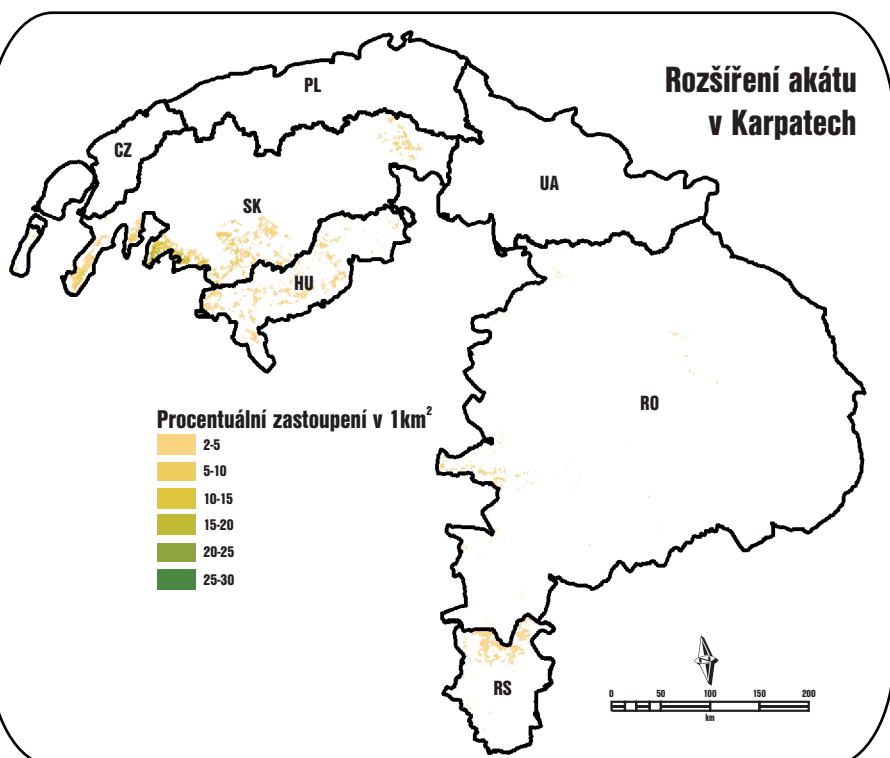 Rozšíření akátu
v Karpatech
PL
CZ
UA
SK
HU
RO
RS
Procentuální zastoupení v 1km²
2-5
5-10
10-15
15-20
20-25
25-30
0 50 100 150 200
km